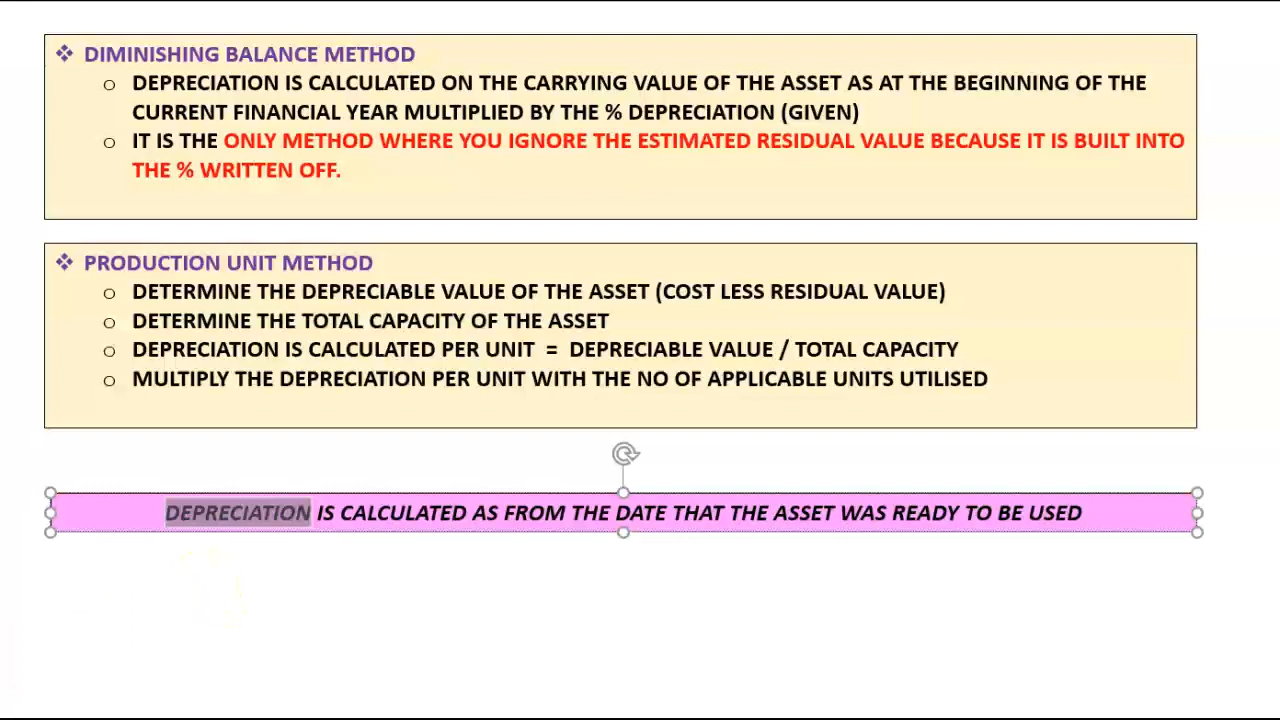 ❖ DIMINISHING BALANCE METHOD
o DEPRECIATION IS CALCULATED ON THE CARRYING VALUE OF THE ASSET AS AT THE BEGINNING OF THE
CURRENT FINANCIAL YEAR MULTIPLIED BY THE % DEPRECIATION (GIVEN)
o IT IS THE ONLY METHOD WHERE YOU IGNORE THE ESTIMATED RESIDUAL VALUE BECAUSE IT IS BUILT INTO
THE % WRITTEN OFF.
❖ PRODUCTION UNIT METHOD
o DETERMINE THE DEPRECIABLE VALUE OF THE ASSET (COST LESS RESIDUAL VALUE)
o DETERMINE THE TOTAL CAPACITY OF THE ASSET
o DEPRECIATION IS CALCULATED PER UNIT = DEPRECIABLE VALUE / TOTAL CAPACITY
o MULTIPLY THE DEPRECIATION PER UNIT WITH THE NO OF APPLICABLE UNITS UTILISED
DEPRECIATION IS CALCULATED AS FROM THE DATE THAT THE ASSET WAS READY TO BE USED